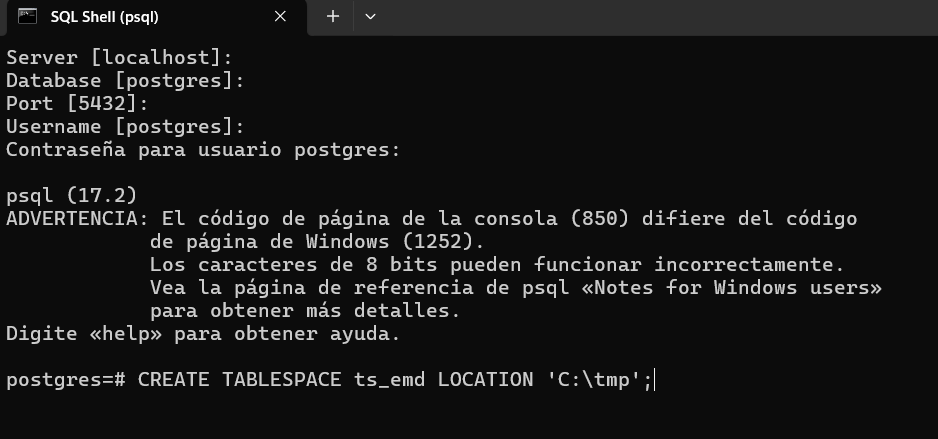 SQL Shell (psql)
Server [localhost]:
Database [postgres]:
Port [5432]:
Username [postgres]:
Contraseña para usuario postgres:
psql (17.2)
ADVERTENCIA: El código de página de la consola (850) difiere del código
de página de Windows (1252).
Los caracteres de 8 bits pueden funcionar incorrectamente.
Vea la página de referencia de psql «Notes for Windows users»
para obtener más detalles.
Digite «help» para obtener ayuda.
postgres=# CREATE TABLESPACE ts_emd LOCATION 'C:\tmp';